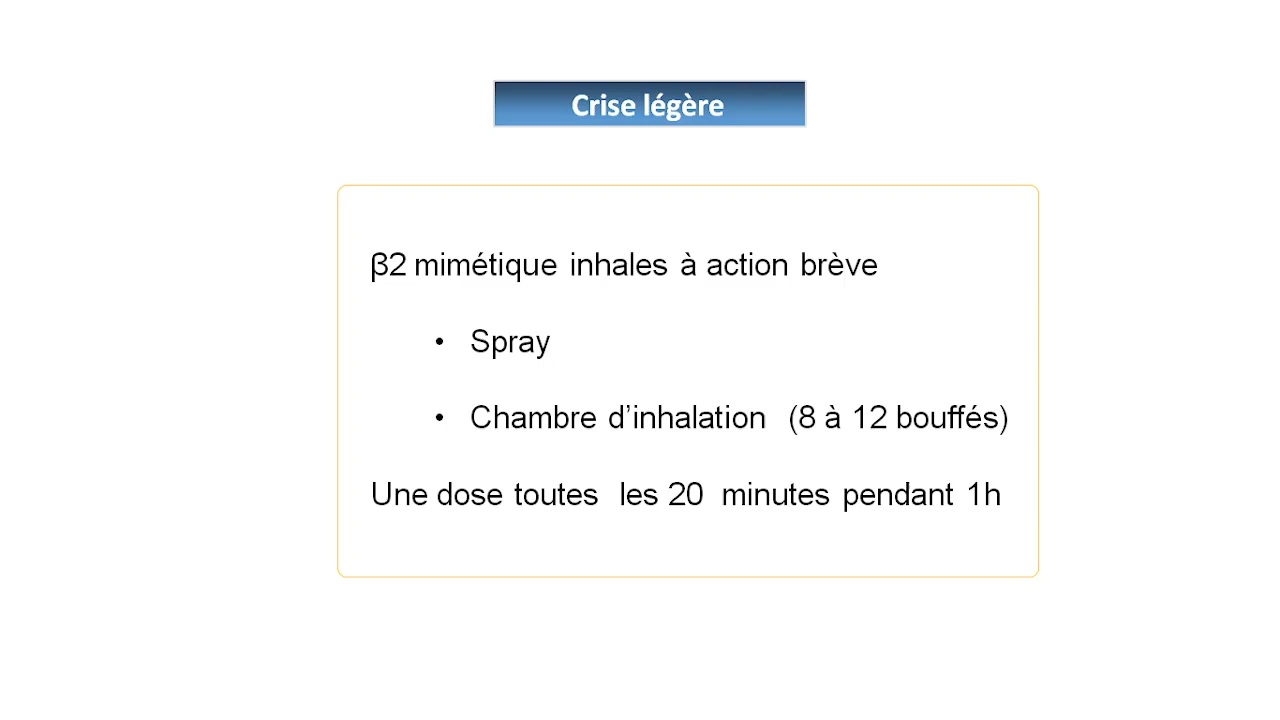 Crise légère
β2 mimétique inhales à action brève
• Spray
• Chambre d’inhalation (8 à 12 bouffés)
Une dose toutes les 20 minutes pendant 1h